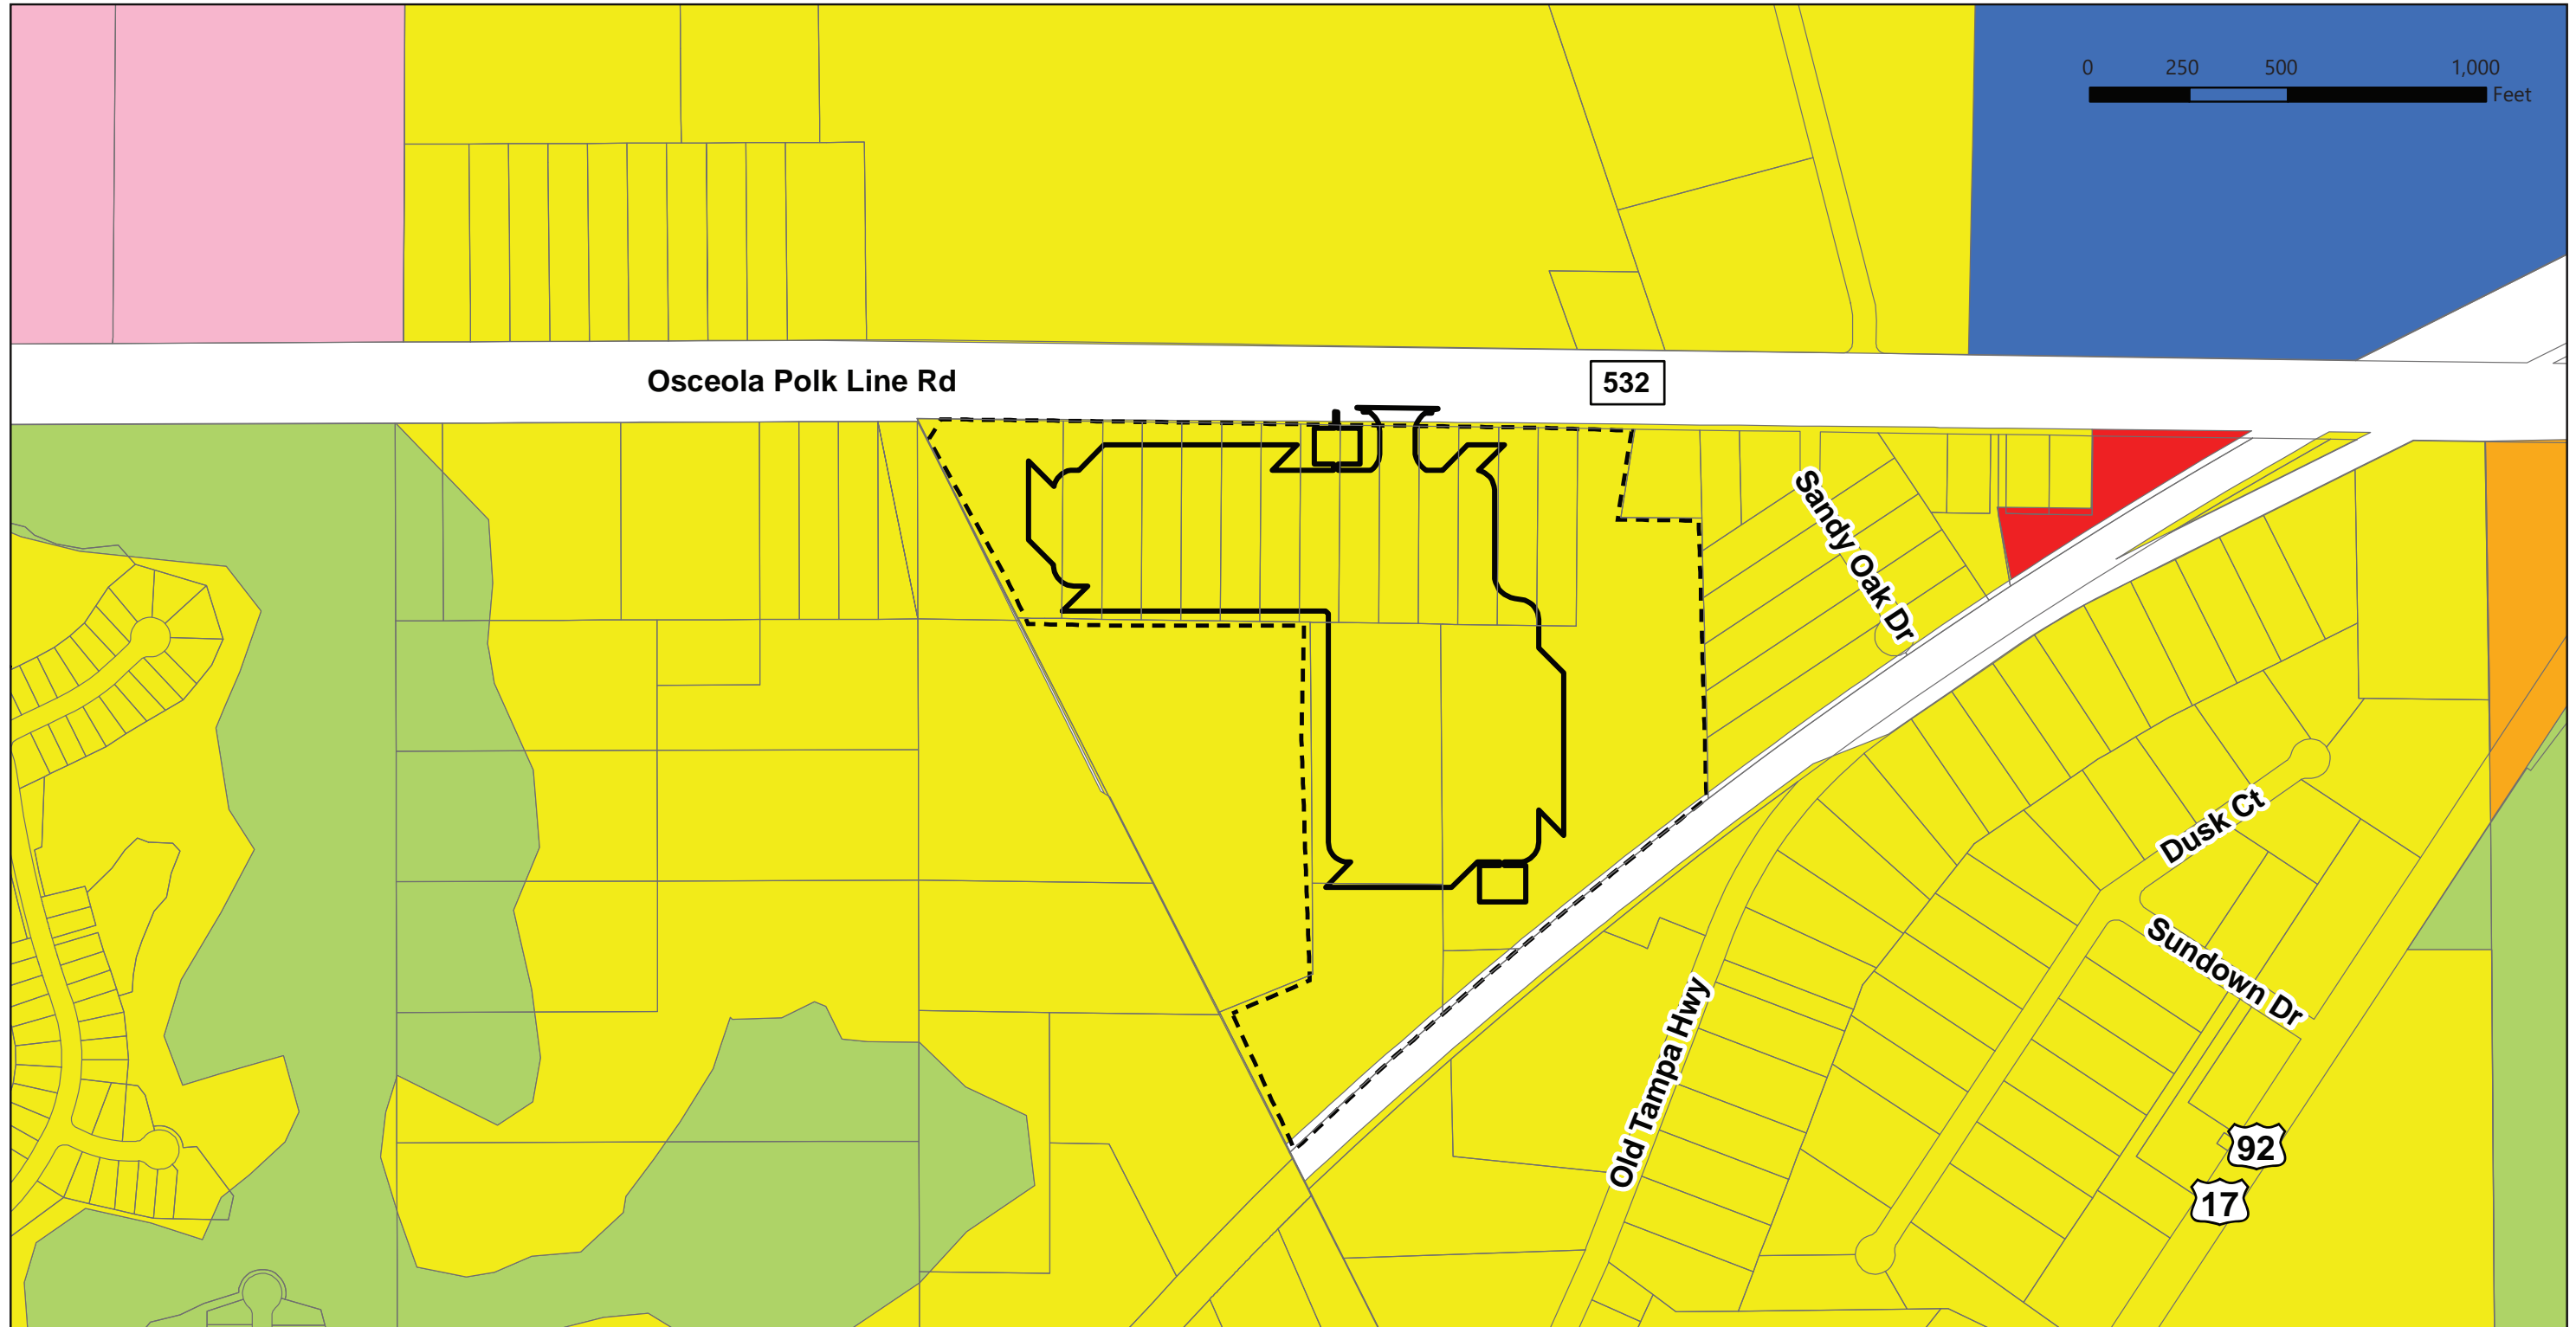 0 250 500 1,000
Feet
Osceola Polk Line Rd
532
Sandy Oak Dr
Dusk Ct
Sundown Dr
Old Tampa Hwy
92
17